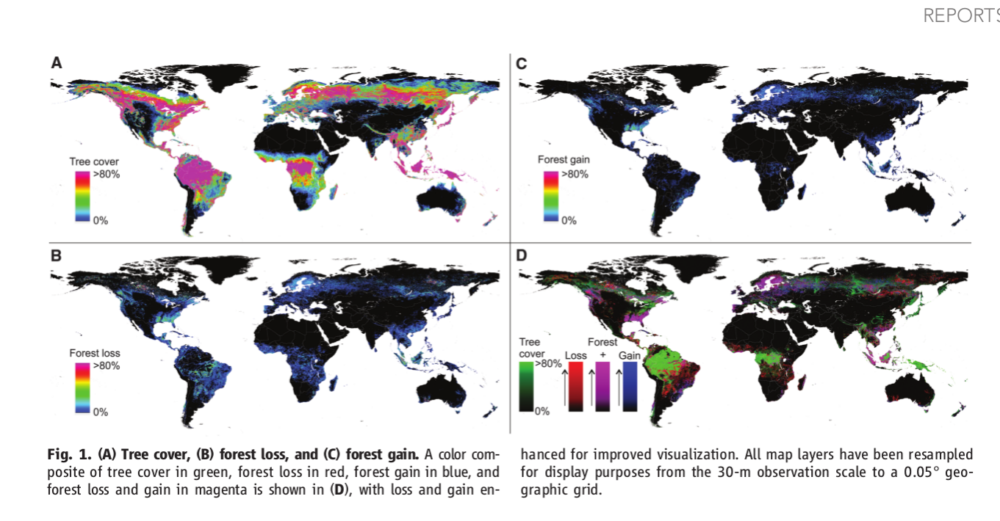 REPORTS
A
Tree cover
>80%
0%
B
Forest loss
>80%
0%
C
Forest gain
>80%
0%
D
Tree
cover
>80%
0%
Forest
Loss
+
Gain
Fig. 1. (A) Tree cover, (B) forest loss, and (C) forest gain. A color com-
posite of tree cover in green, forest loss in red, forest gain in blue, and
forest loss and gain in magenta is shown in (D), with loss and gain en-
hanced for improved visualization. All map layers have been resampled
for display purposes from the 30-m observation scale to a 0.05° geo-
graphic grid.